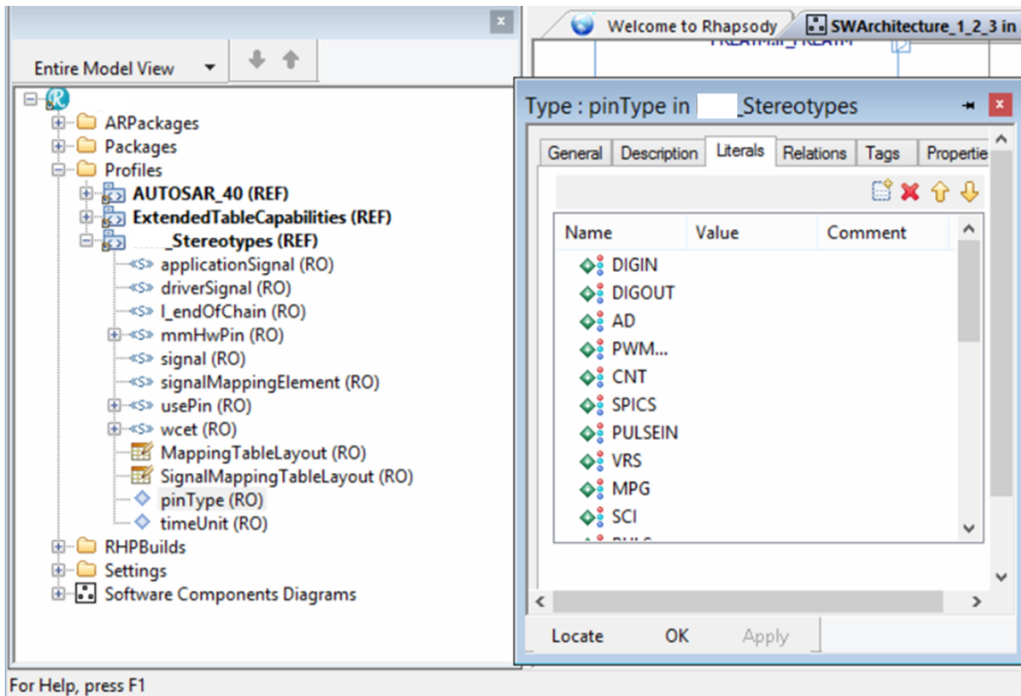 Entire Model View
ARPackages
Packages
Profiles
AUTOSAR_40 (REF)
ExtendedTableCapabilities (REF)
_Stereotypes (REF)
«S» applicationSignal (RO)
«S» driverSignal (RO)
«S» I_endOfChain (RO)
«S» mmHwPin (RO)
«S» signal (RO)
«S» signalMappingElement (RO)
«S» usePin (RO)
«S» wcet (RO)
MappingTableLayout (RO)
SignalMappingTableLayout (RO)
pinType (RO)
timeUnit (RO)
RHPBuilds
Settings
Software Components Diagrams
For Help, press F1
Welcome to Rhapsody
SWArchitecture_1_2_3 in
Type : pinType in _Stereotypes
General Description Literals Relations Tags Propertie
Name Value Comment
DIGIN
DIGOUT
AD
PWM...
CNT
SPICS
PULSEIN
VRS
MPG
SCI
Locate OK Apply